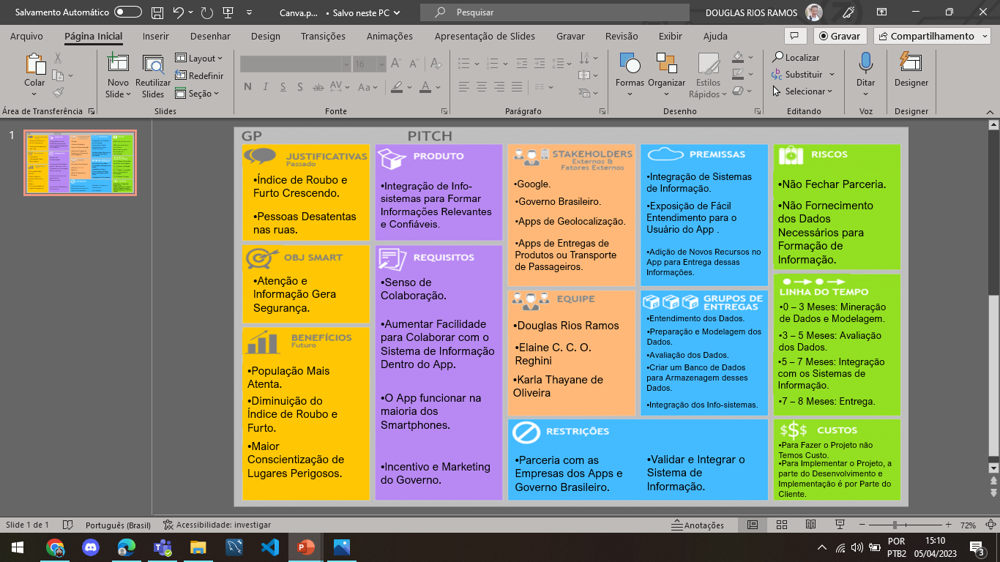 Salvamento Automático
Canva.p... • Salvo neste PC
Pesquisar
DOUGLAS RIOS RAMOS
Arquivo
Página Inicial
Inserir
Desenhar
Design
Transições
Animações
Apresentação de Slides
Gravar
Revisão
Exibir
Ajuda
Gravar
Compartilhamento
Colar
Área de Transferência
Novo
Slide
Reutilizar
Slides
Layout
Redefinir
Seção
Slides
16
N I S S ab AV Aa A
Fonte
Parágrafo
Formas
Organizar
Estilos
Rápidos
Desenho
Localizar
Substituir
Selecionar
Editando
Ditar
Voz
Designer
Designer
1
GP
PITCH
JUSTIFICATIVAS
Passado
•Índice de Roubo e
Furto Crescendo.
•Pessoas Desatentas
nas ruas.
OBJ SMART
•Atenção e
Informação Gera
Segurança.
BENEFÍCIOS
Futuro
•População Mais
Atenta.
•Diminuição do
Índice de Roubo e
Furto.
•Maior
Conscientização de
Lugares Perigosos.
PRODUTO
•Integração de Info-
sistemas para Formar
Informações Relevantes
e Confiáveis.
REQUISITOS
•Senso de
Colaboração.
•Aumentar Facilidade
para Colaborar com o
Sistema de Informação
Dentro do App.
•O App funcionar na
maioria dos
Smartphones.
•Incentivo e Marketing
do Governo.
STAKEHOLDERS
Externos &
Fatores Externos
•Google.
•Governo Brasileiro.
•Apps de Geolocalização.
•Apps de Entregas de
Produtos ou Transporte
de Passageiros.
EQUIPE
•Douglas Rios Ramos
•Elaine C. C. O.
Reghini
•Karla Thayane de
Oliveira
PREMISSAS
•Integração de Sistemas
de Informação.
•Exposição de Fácil
Entendimento para o
Usuário do App .
•Adição de Novos Recursos no
App para Entrega dessas
Informações.
GRUPOS DE
ENTREGAS
•Entendimento dos Dados.
•Preparação e Modelagem dos
Dados.
•Avaliação dos Dados.
•Criar um Banco de Dados
para Armazenagem desses
Dados.
•Integração dos Info-sistemas.
RESTRIÇÕES
•Parceria com as
Empresas dos Apps e
Governo Brasileiro.
•Validar e Integrar o
Sistema de
Informação.
RISCOS
•Não Fechar Parceria.
•Não Fornecimento
dos Dados
Necessários para
Formação de
Informação.
LINHA DO TEMPO
•0 – 3 Meses: Mineração
de Dados e Modelagem.
•3 – 5 Meses: Avaliação
dos Dados.
•5 – 7 Meses: Integração
com os Sistemas de
Informação.
•7 – 8 Meses: Entrega.
$$$ CUSTOS
•Para Fazer o Projeto não
Temos Custo.
•Para Implementar o Projeto, a
parte do Desenvolvimento e
Implementação é por Parte do
Cliente.
Slide 1 de 1
Português (Brasil)
Acessibilidade: investigar
Anotações
72%
POR
PTB2
15:10
05/04/2023
3